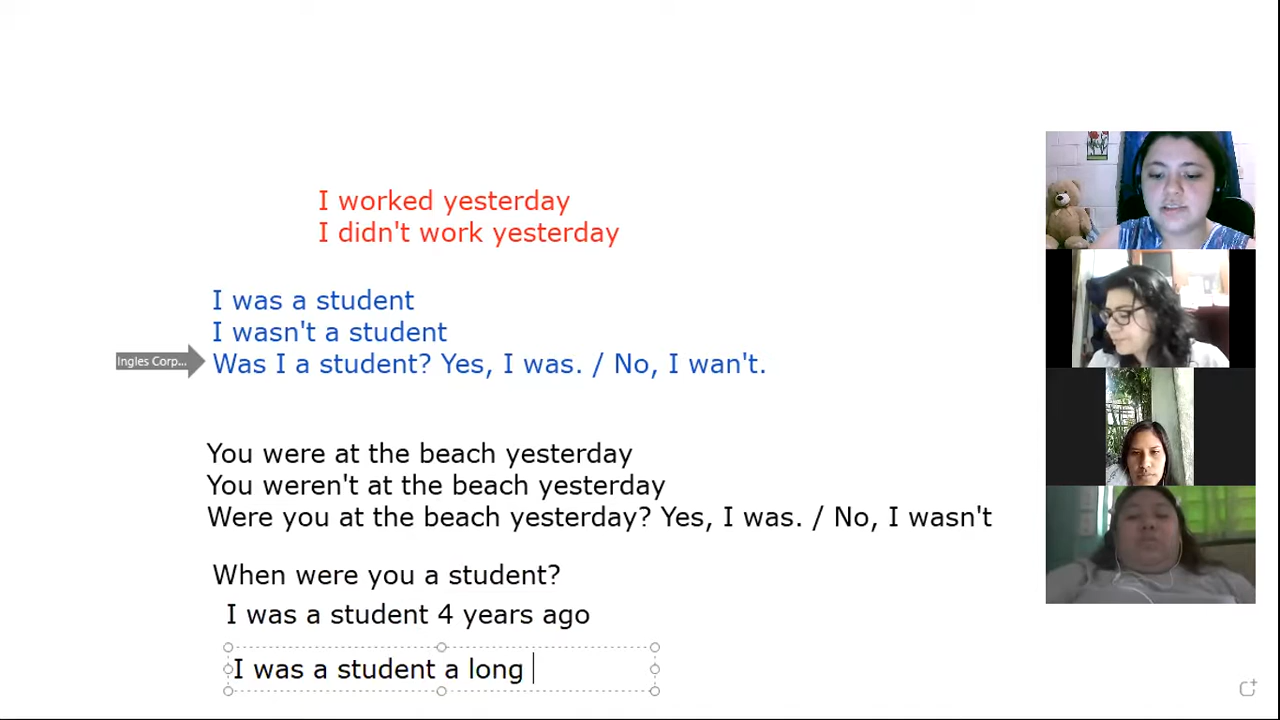 I worked yesterday
I didn't work yesterday
I was a student
I wasn't a student
Ingles Corp...
Was I a student? Yes, I was. / No, I wan't.
You were at the beach yesterday
You weren't at the beach yesterday
Were you at the beach yesterday? Yes, I was. / No, I wasn't
When were you a student?
I was a student 4 years ago
I was a student a long